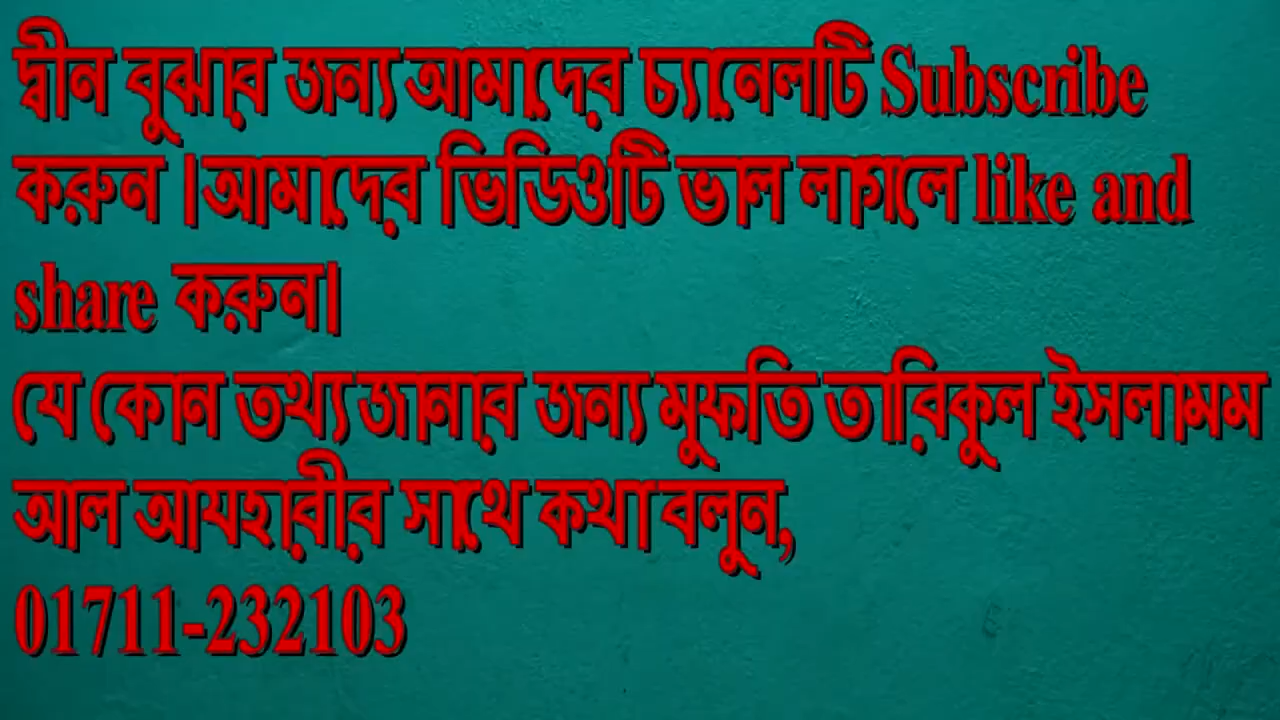 দ্বীন বুঝার জন্য আমাদের চ্যানেলটি Subscribe
করুন ।আমাদের ভিডিওটি ভাল লাগলে like and
share করুন।
যে কোন তথ্য জানার জন্য মুফতি তারিকুল ইসলামম
আল আযহারীর সাথে কথা বলুন,
01711-232103